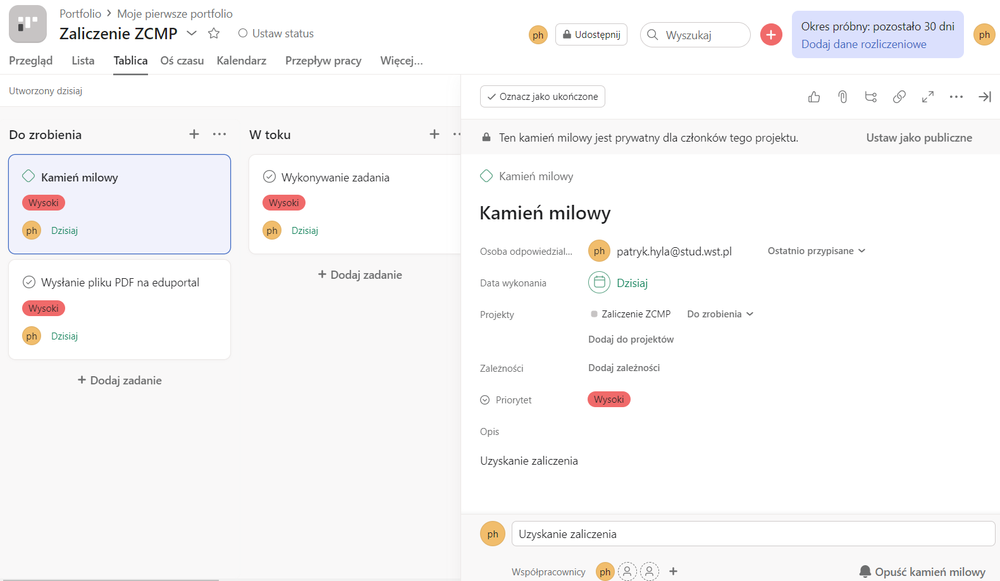 Portfolio > Moje pierwsze portfolio
Zaliczenie ZCMP
Ustaw status
ph
Udostępnij
Wyszukaj
Okres próbny: pozostało 30 dni
Dodaj dane rozliczeniowe
ph
Przegląd Lista Tablica Oś czasu Kalendarz Przepływ pracy Więcej...
Utworzony dzisiaj
Do zrobienia
Kamień milowy
Wysoki
ph Dzisiaj
Wysłanie pliku PDF na eduportal
Wysoki
ph Dzisiaj
+ Dodaj zadanie
W toku
Wykonywanie zadania
Wysoki
ph Dzisiaj
+ Dodaj zadanie
Oznacz jako ukończone
Ten kamień milowy jest prywatny dla członków tego projektu.
Ustaw jako publiczne
Kamień milowy
Kamień milowy
Osoba odpowiedzial... ph patryk.hyla@stud.wst.pl Ostatnio przypisane
Data wykonania Dzisiaj
Projekty Zaliczenie ZCMP Do zrobienia
Dodaj do projektów
Zależności Dodaj zależności
Priorytet Wysoki
Opis
Uzyskanie zaliczenia
ph Uzyskanie zaliczenia
Współpracownicy ph + Opuść kamień milowy